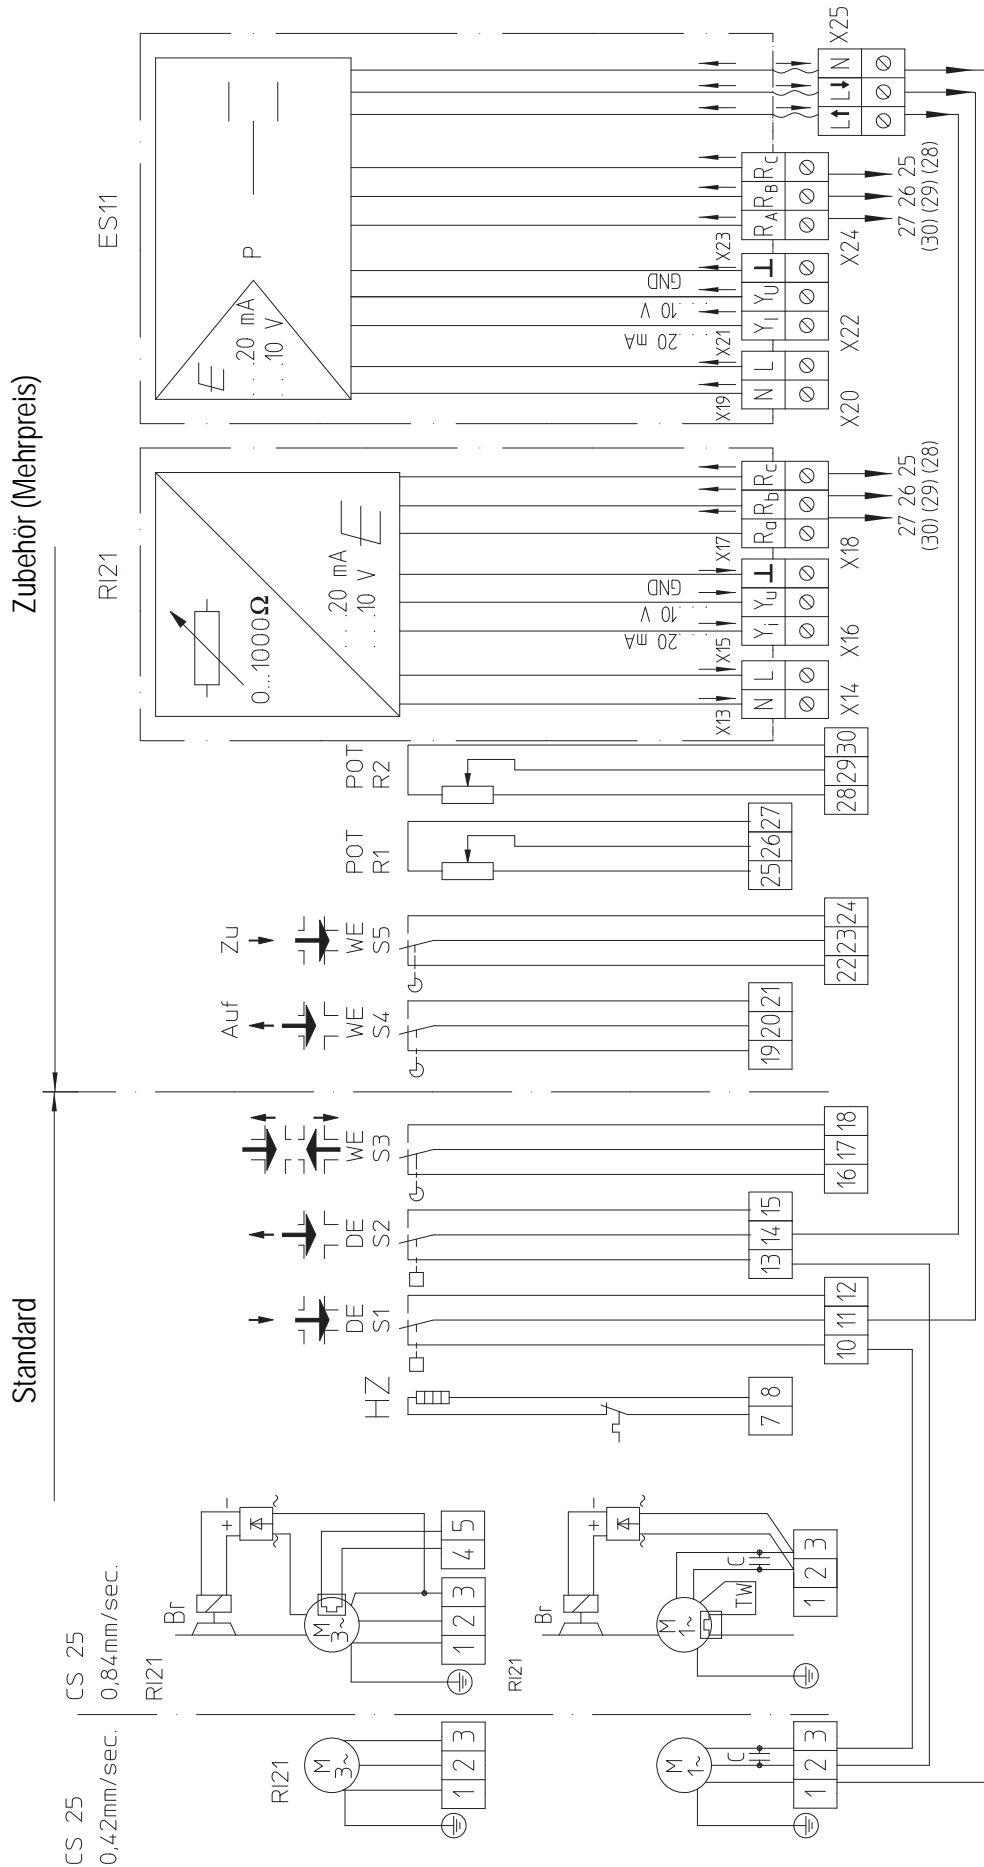 Standard
Zubehör (Mehrpreis)
CS 25
0,42mm/sec.
CS 25
0,84mm/sec.
RI21
RI21
M
3~
1 2 3
Br
+ -
~
~
M
3~
1 2 3
4 5
M
1~
C
1 2 3
RI21
Br
+ -
~
~
M
1~
TW
C
1 2 3
HZ
7 8
DE
S1
10 11 12
DE
S2
13 14 15
WE
S3
16 17 18
Auf
WE
S4
19 20 21
Zu
WE
S5
22 23 24
POT
R1
25 26 27
POT
R2
28 29 30
RI21
0...1000Ω
...20 mA
...10 V
20 mA
10 V
GND
X13
X15
X17
N L
Yi Yu ⊥
Ra Rb Rc
X14
X16
X18
27 26 25
(30) (29) (28)
ES11
E
P
...20 mA
...10 V
20 mA
10 V
GND
X19
X21
X23
N L
YI YU ⊥
RA RB RC
X20
X22
X24
27 26 25
(30) (29) (28)
L↑ L↓ N
X25